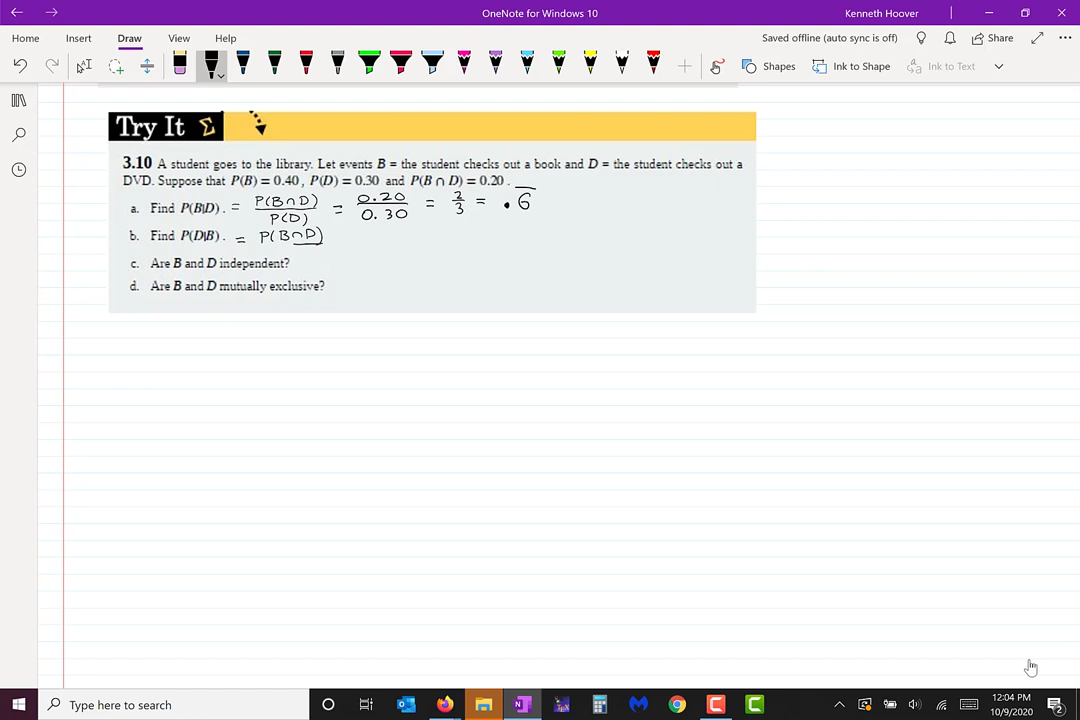 OneNote for Windows 10
Kenneth Hoover
Home Insert Draw View Help
Saved offline (auto sync is off)
Share
Shapes
Ink to Shape
Ink to Text
Try It Σ
3.10 A student goes to the library. Let events B = the student checks out a book and D = the student checks out a
DVD. Suppose that P(B) = 0.40 , P(D) = 0.30 and P(B ∩ D) = 0.20 .
a. Find P(B|D) . = P(B∩D) / P(D) = 0.20 / 0.30 = 2/3 = .6̅
b. Find P(D|B) . = P(B∩D)
c. Are B and D independent?
d. Are B and D mutually exclusive?
Type here to search
12:04 PM
10/9/2020
2